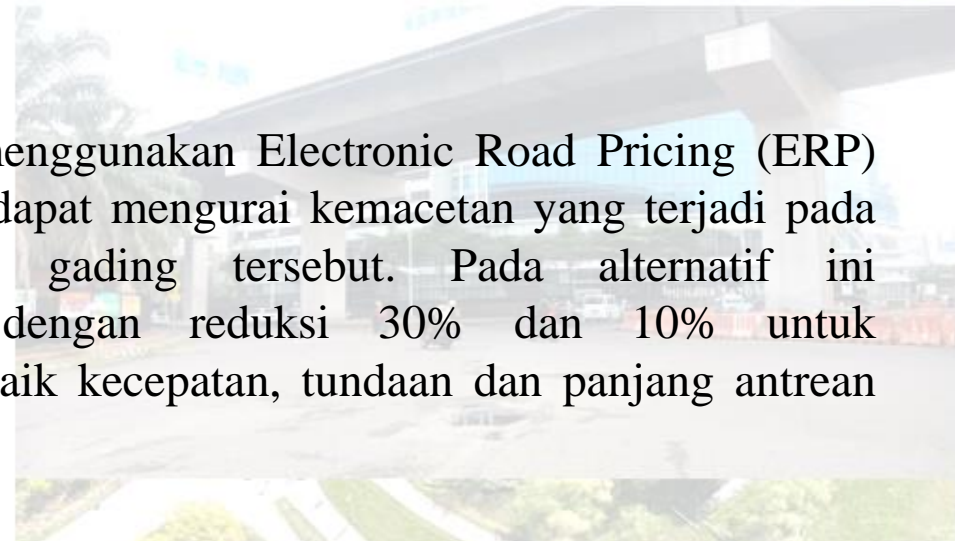 menggunakan Electronic Road Pricing (ERP)
dapat mengurai kemacetan yang terjadi pada
gading tersebut. Pada alternatif ini
dengan reduksi 30% dan 10% untuk
aik kecepatan, tundaan dan panjang antrean